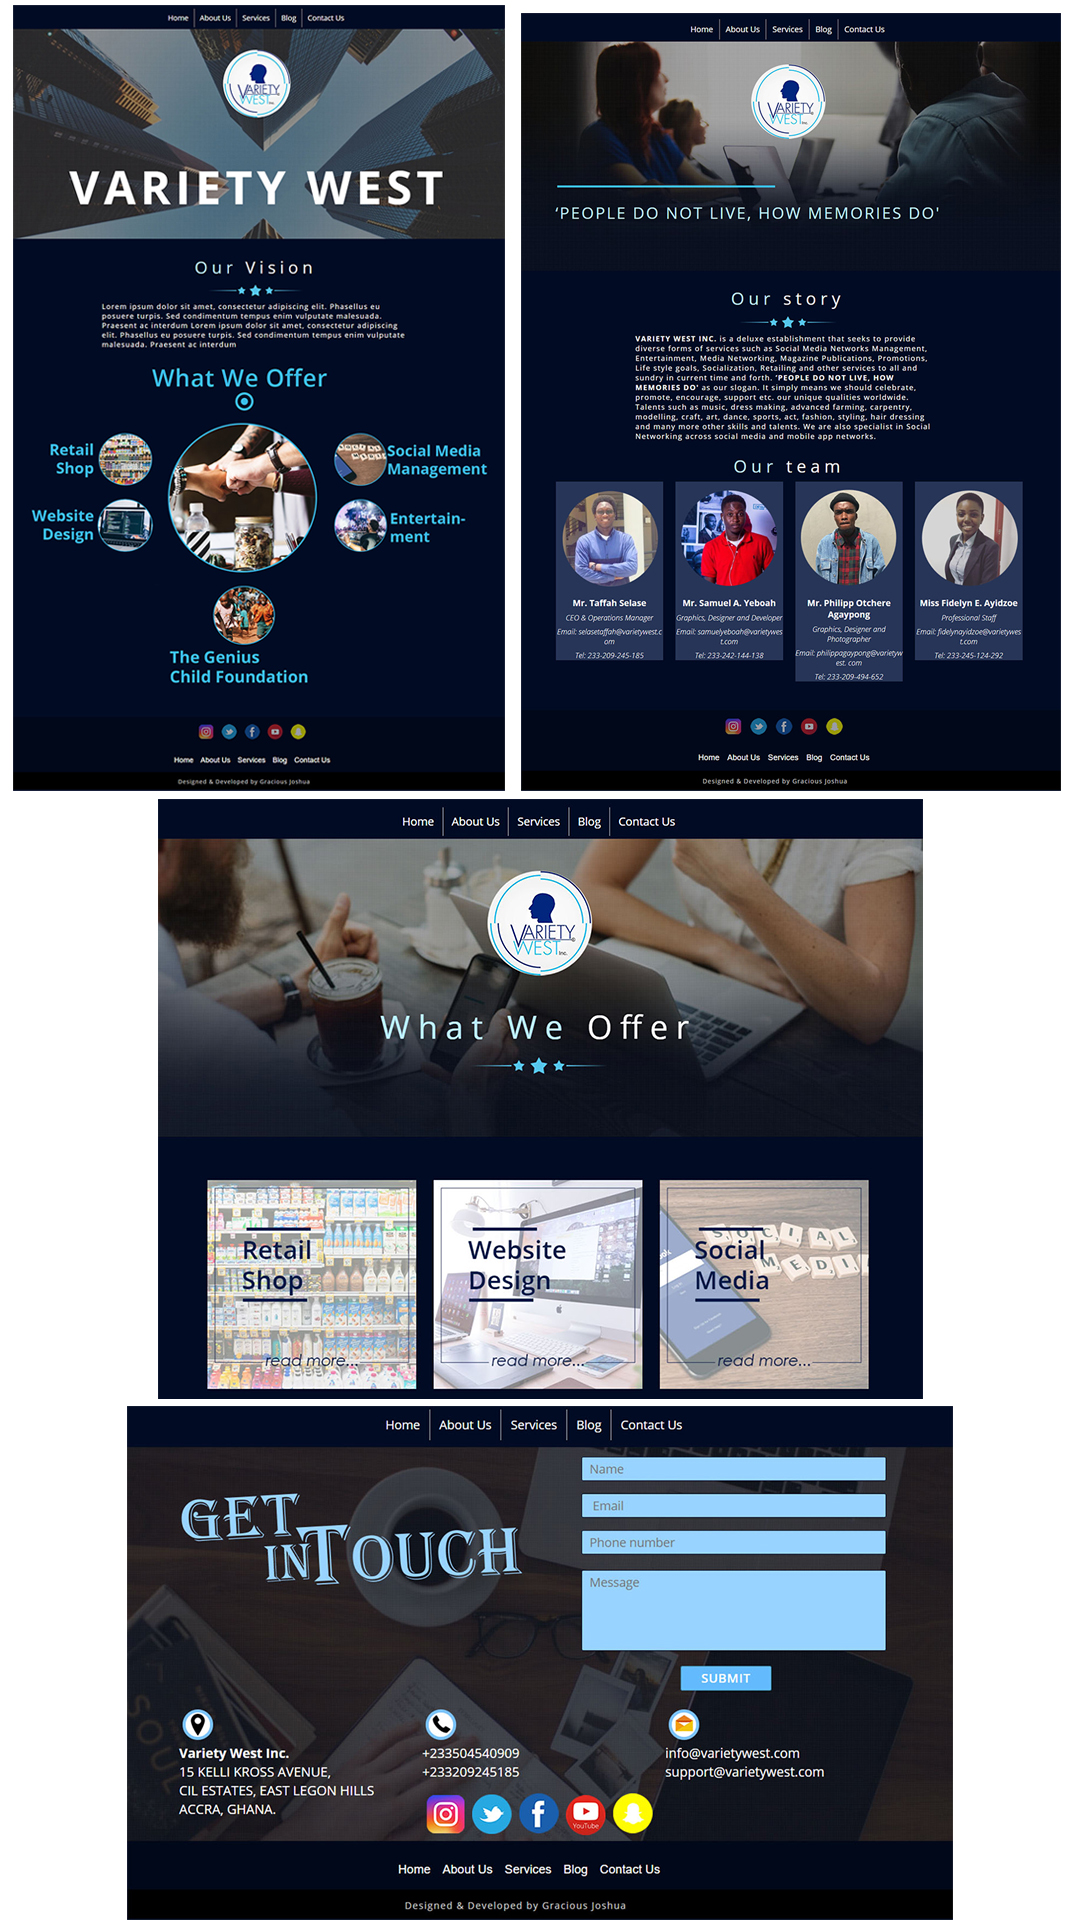 Home About Us Services Blog Contact Us
VARIETY
WEST Inc.
VARIETY WEST
Our Vision
Lorem ipsum dolor sit amet, consectetur adipiscing elit. Phasellus eu
posuere turpis. Sed condimentum tempus enim vulputate malesuada.
Praesent ac interdum Lorem ipsum dolor sit amet, consectetur adipiscing
elit. Phasellus eu posuere turpis. Sed condimentum tempus enim vulputate
malesuada. Praesent ac interdum
What We Offer
Retail
Shop
Social Media
Management
Website
Design
Entertain-
ment
The Genius
Child Foundation
Home About Us Services Blog Contact Us
Designed & Developed by Gracious Joshua
Home About Us Services Blog Contact Us
VARIETY
WEST Inc.
‘PEOPLE DO NOT LIVE, HOW MEMORIES DO'
Our story
VARIETY WEST INC. is a deluxe establishment that seeks to provide
diverse forms of services such as Social Media Networks Management,
Entertainment, Media Networking, Magazine Publications, Promotions,
Life style goals, Socialization, Retailing and other services to all and
sundry in current time and forth. ‘PEOPLE DO NOT LIVE, HOW
MEMORIES DO' as our slogan. It simply means we should celebrate,
promote, encourage, support etc. our unique qualities worldwide.
Talents such as music, dress making, advanced farming, carpentry,
modelling, craft, art, dance, sports, act, fashion, styling, hair dressing
and many more other skills and talents. We are also specialist in Social
Networking across social media and mobile app networks.
Our team
Mr. Taffah Selase
CEO & Operations Manager
Email: selasetaffah@varietywest.c
om
Tel: 233-209-245-185
Mr. Samuel A. Yeboah
Graphics, Designer and Developer
Email: samuelyeboah@varietywes
t.com
Tel: 233-242-144-138
Mr. Philipp Otchere
Agaypong
Graphics, Designer and
Photographer
Email: philippagaypong@varietyw
est. com
Tel: 233-209-494-652
Miss Fidelyn E. Ayidzoe
Professional Staff
Email: fidelynayidzoe@varietywes
t.com
Tel: 233-245-124-292
Home About Us Services Blog Contact Us
Designed & Developed by Gracious Joshua
Home About Us Services Blog Contact Us
VARIETY
WEST Inc.
What We Offer
Retail
Shop
read more...
Website
Design
read more...
SOCIAL
MEDI
Social
Media
read more...
Home About Us Services Blog Contact Us
GET
IN TOUCH
Name
Email
Phone number
Message
SUBMIT
SOUL
Variety West Inc.
15 KELLI KROSS AVENUE,
CIL ESTATES, EAST LEGON HILLS
ACCRA, GHANA.
+233504540909
+233209245185
info@varietywest.com
support@varietywest.com
YouTube
Home About Us Services Blog Contact Us
Designed & Developed by Gracious Joshua